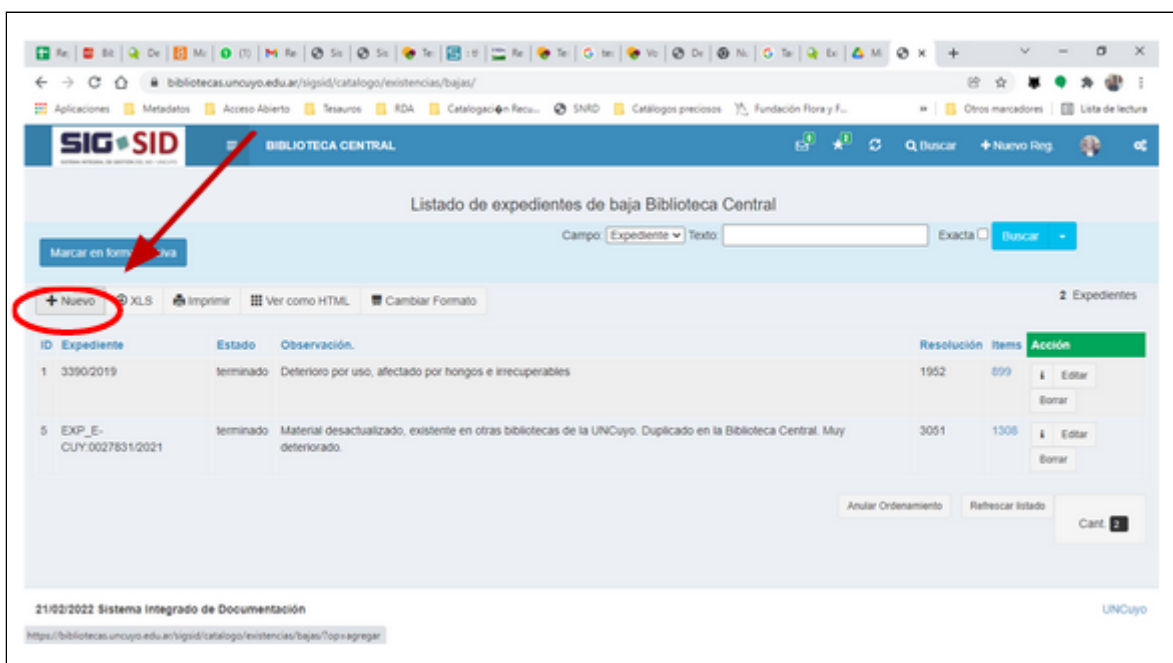 bibliotecas.uncuyo.edu.ar/sigsid/catalogo/existencias/bajas/
Aplicaciones Metadatos Acceso Abierto Tesauros RDA Catalogaci�n Recu... SNRD Catálogos preciosos Fundación Flora y F... » Otros marcadores Lista de lectura
SIG SID
BIBLIOTECA CENTRAL Buscar Nuevo Reg.
Listado de expedientes de baja Biblioteca Central
Campo: Expediente Texto: Exacta Buscar
Marcar en
Nuevo XLS Imprimir Ver como HTML Cambiar Formato 2 Expedientes
ID Expediente Estado Observación. Resolución Items Acción
1 3390/2019 terminado Deterioro por uso, afectado por hongos e irrecuperables 1952 899 i Editar
Borrar
5 EXP_E- terminado Material desactualizado, existente en otras bibliotecas de la UNCuyo. Duplicado en la Biblioteca Central. Muy 3051 1308 i Editar
CUY:0027831/2021 deteriorado.
Borrar
Anular Ordenamiento Refrescar listado
Cant. 2
21/02/2022 Sistema Integrado de Documentación UNCuyo
https://bibliotecas.uncuyo.edu.ar/sigsid/catalogo/existencias/bajas/?op=agregar